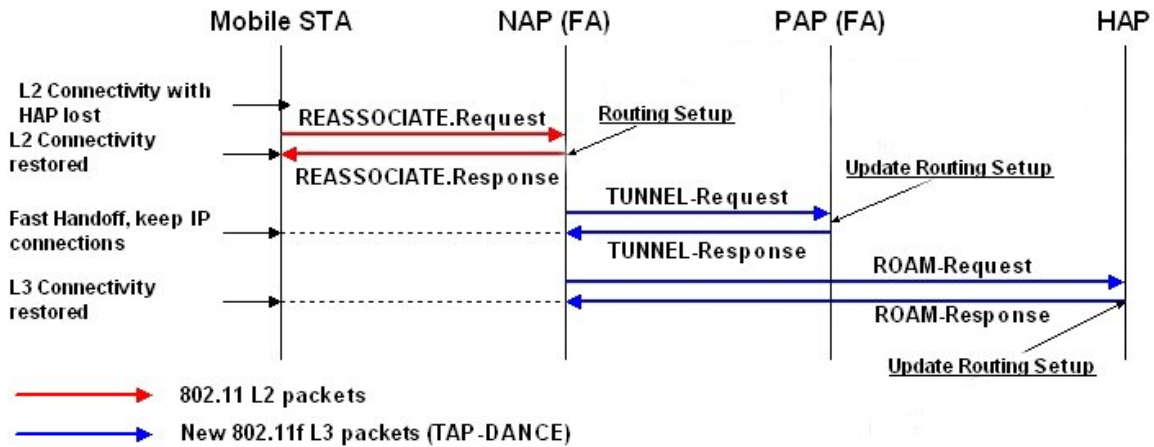 Mobile STA
NAP (FA)
PAP (FA)
HAP
L2 Connectivity with
HAP lost
REASSOCIATE.Request
Routing Setup
L2 Connectivity
restored
REASSOCIATE.Response
Update Routing Setup
TUNNEL-Request
Fast Handoff, keep IP
connections
TUNNEL-Response
ROAM-Request
L3 Connectivity
restored
ROAM-Response
Update Routing Setup
802.11 L2 packets
New 802.11f L3 packets (TAP-DANCE)